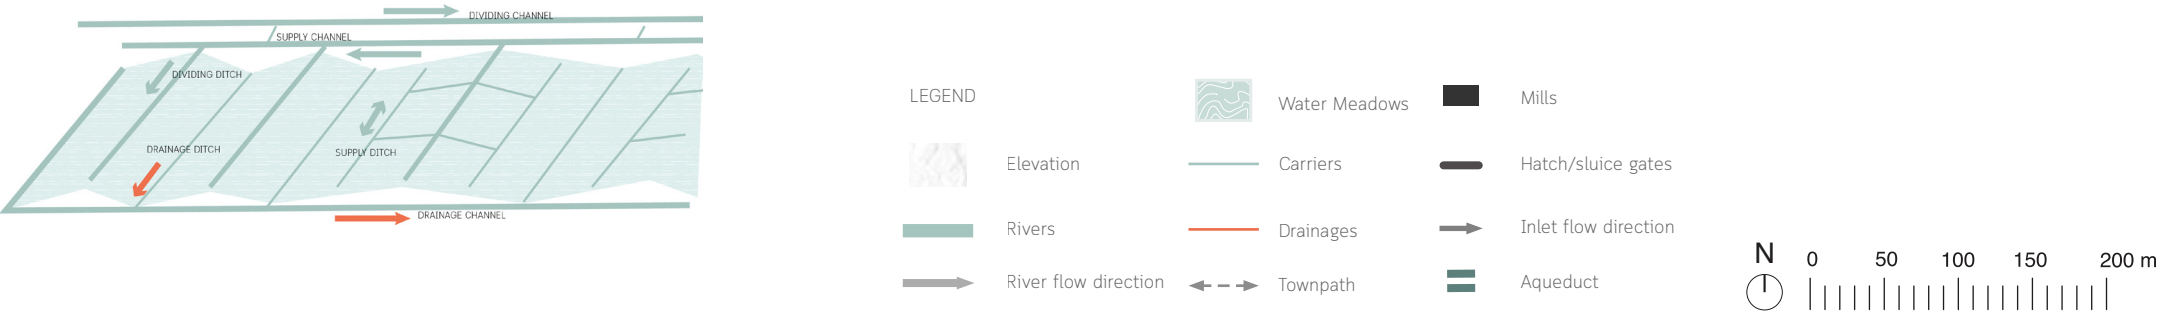 DIVIDING CHANNEL
SUPPLY CHANNEL
DIVIDING DITCH
DRAINAGE DITCH
SUPPLY DITCH
DRAINAGE CHANNEL
LEGEND
Elevation
Rivers
River flow direction
Water Meadows
Carriers
Drainages
Townpath
Mills
Hatch/sluice gates
Inlet flow direction
Aqueduct
N
0 50 100 150 200 m